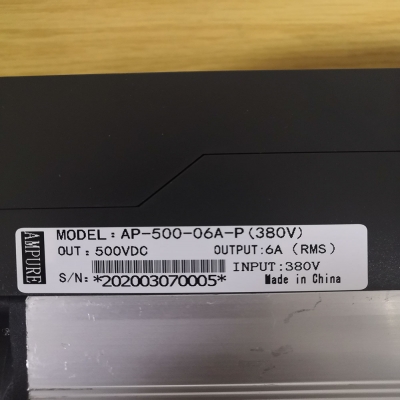 AMPURE
MODEL: AP-500-06A-P(380V)
OUT: 500VDC OUTPUT:6A (RMS)
INPUT:380V
S/N: *202003070005* Made in China